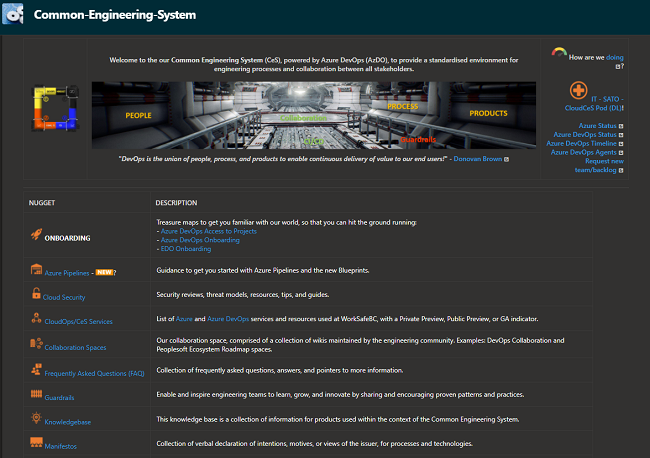 Common-Engineering-System
Welcome to the our Common Engineering System (CeS), powered by Azure DevOps (AzDO), to provide a standardised environment for
engineering processes and collaboration between all stakeholders.
PEOPLE
Collaboration
PROCESS
PRODUCTS
guardrails
"DevOps is the union of people, process, and products to enable continuous delivery of value to our end users!" - Donovan Brown
How are we doing
?
IT - SATO -
CloudCeS Pod (DL)!
Azure Status
Azure DevOps Status
Azure DevOps Timeline
Azure DevOps Agents
Request new
team/backlog
NUGGET DESCRIPTION
ONBOARDING
Treasure maps to get you familiar with our world, so that you can hit the ground running:
- Azure DevOps Access to Projects
- Azure DevOps Onboarding
- EDO Onboarding
Azure Pipelines - NEW ? Guidance to get you started with Azure Pipelines and the new Blueprints.
Cloud Security Security reviews, threat models, resources, tips, and guides.
CloudOps/CeS Services List of Azure and Azure DevOps services and resources used at WorkSafeBC, with a Private Preview, Public Preview, or GA indicator.
Collaboration Spaces
Our collaboration space, comprised of a collection of wikis maintained by the engineering community. Examples: DevOps Collaboration and
Peoplesoft Ecosystem Roadmap spaces.
Frequently Asked Questions (FAQ) Collection of frequently asked questions, answers, and pointers to more information.
Guardrails Enable and inspire engineering teams to learn, grow, and innovate by sharing and encouraging proven patterns and practices.
Knowledgebase This knowledge base is a collection of information for products used within the context of the Common Engineering System.
Manifestos Collection of verbal declaration of intentions, motives, or views of the issuer, for processes and technologies.